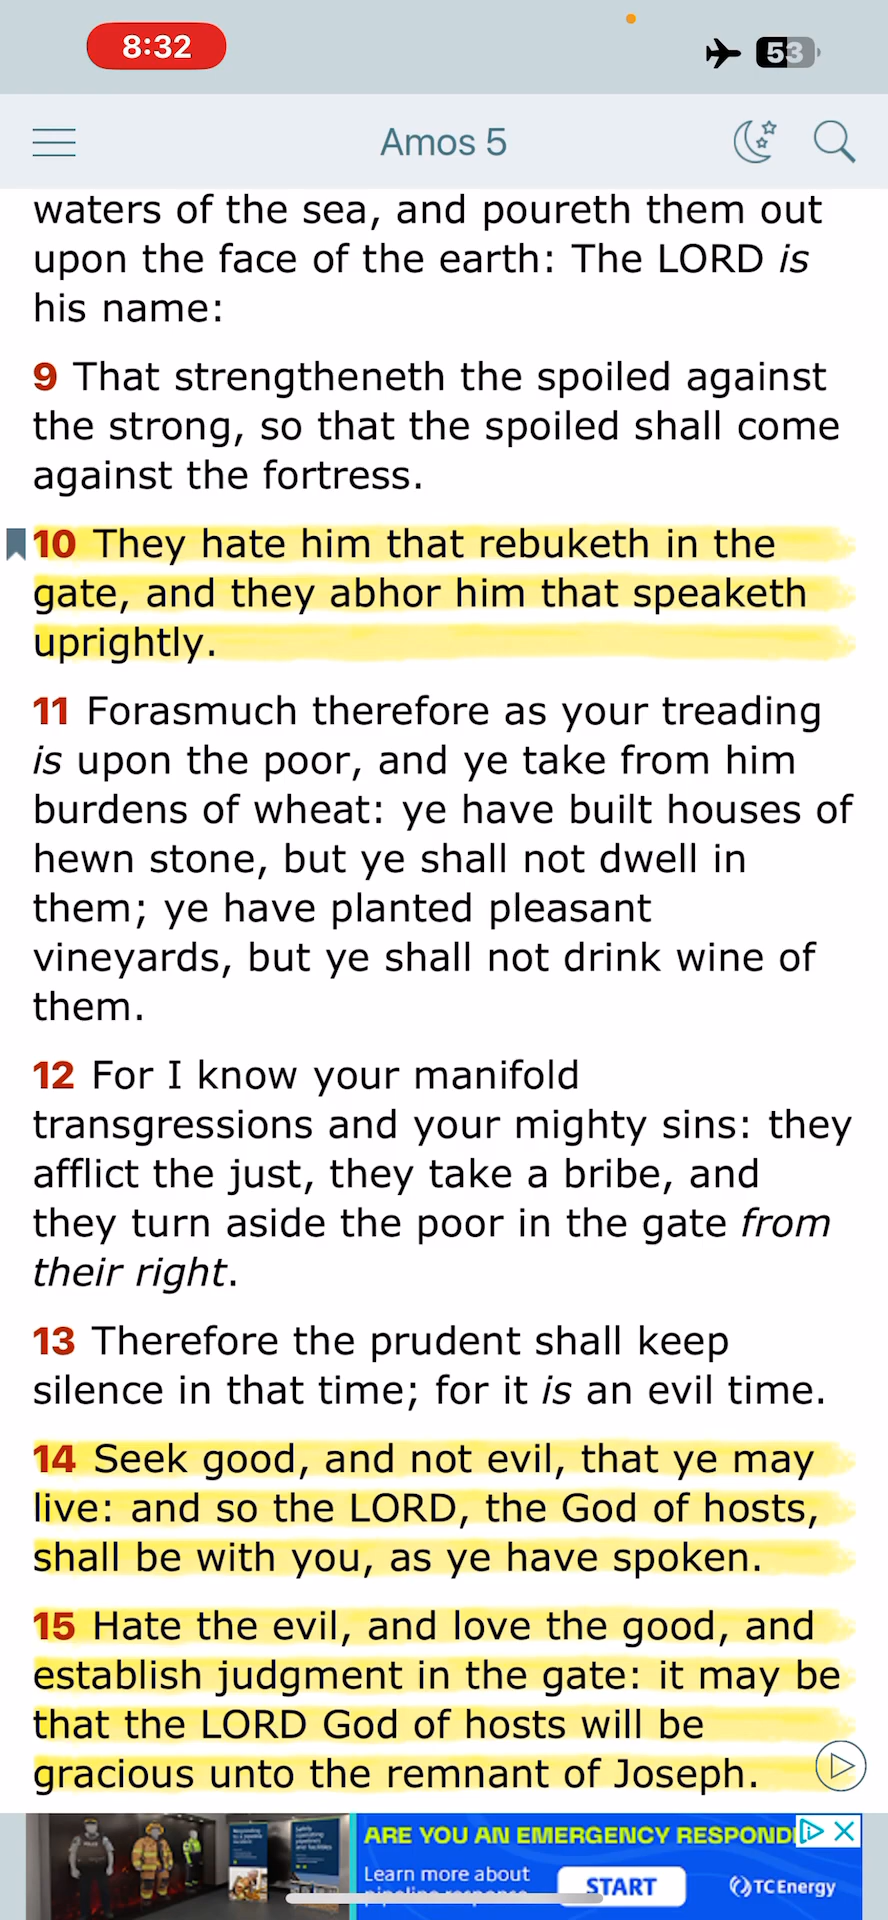 8:32
53
Amos 5
waters of the sea, and poureth them out
upon the face of the earth: The LORD is
his name:
9 That strengtheneth the spoiled against
the strong, so that the spoiled shall come
against the fortress.
10 They hate him that rebuketh in the
gate, and they abhor him that speaketh
uprightly.
11 Forasmuch therefore as your treading
is upon the poor, and ye take from him
burdens of wheat: ye have built houses of
hewn stone, but ye shall not dwell in
them; ye have planted pleasant
vineyards, but ye shall not drink wine of
them.
12 For I know your manifold
transgressions and your mighty sins: they
afflict the just, they take a bribe, and
they turn aside the poor in the gate from
their right.
13 Therefore the prudent shall keep
silence in that time; for it is an evil time.
14 Seek good, and not evil, that ye may
live: and so the LORD, the God of hosts,
shall be with you, as ye have spoken.
15 Hate the evil, and love the good, and
establish judgment in the gate: it may be
that the LORD God of hosts will be
gracious unto the remnant of Joseph.
ARE YOU AN EMERGENCY RESPOND
Learn more about
START
TC Energy